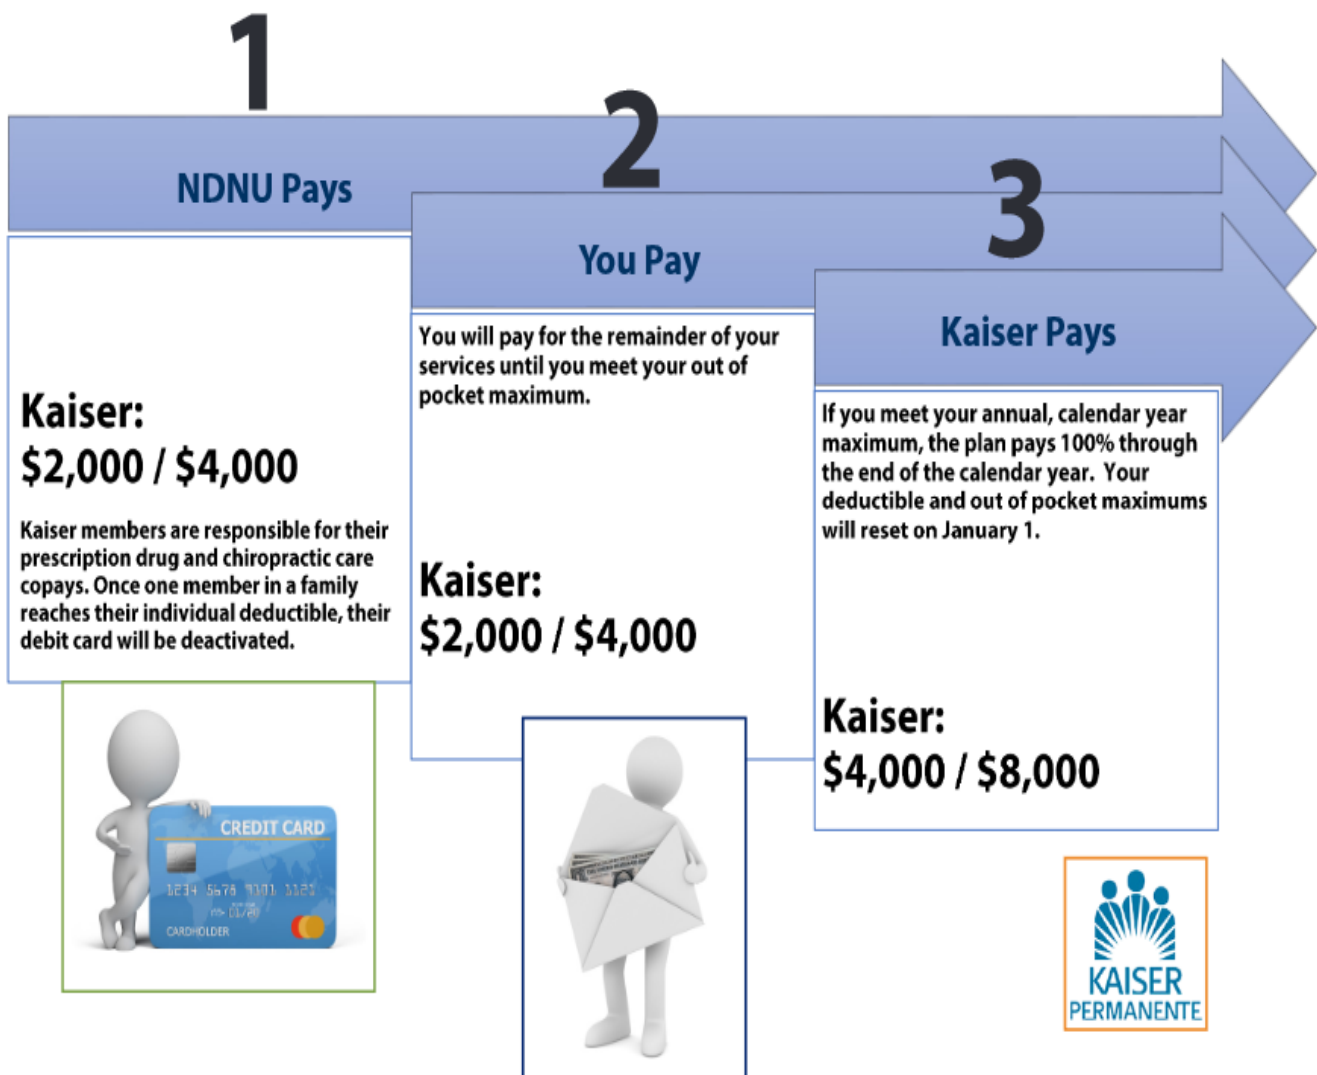 1
NDNU Pays
Kaiser:
$2,000 / $4,000
Kaiser members are responsible for their
prescription drug and chiropractic care
copays. Once one member in a family
reaches their individual deductible, their
debit card will be deactivated.
CREDIT CARD
1234 5678 9101 1121
01/20
CARDHOLDER
2
You Pay
You will pay for the remainder of your
services until you meet your out of
pocket maximum.
Kaiser:
$2,000 / $4,000
3
Kaiser Pays
If you meet your annual, calendar year
maximum, the plan pays 100% through
the end of the calendar year.  Your
deductible and out of pocket maximums
will reset on January 1.
Kaiser:
$4,000 / $8,000
KAISER
PERMANENTE